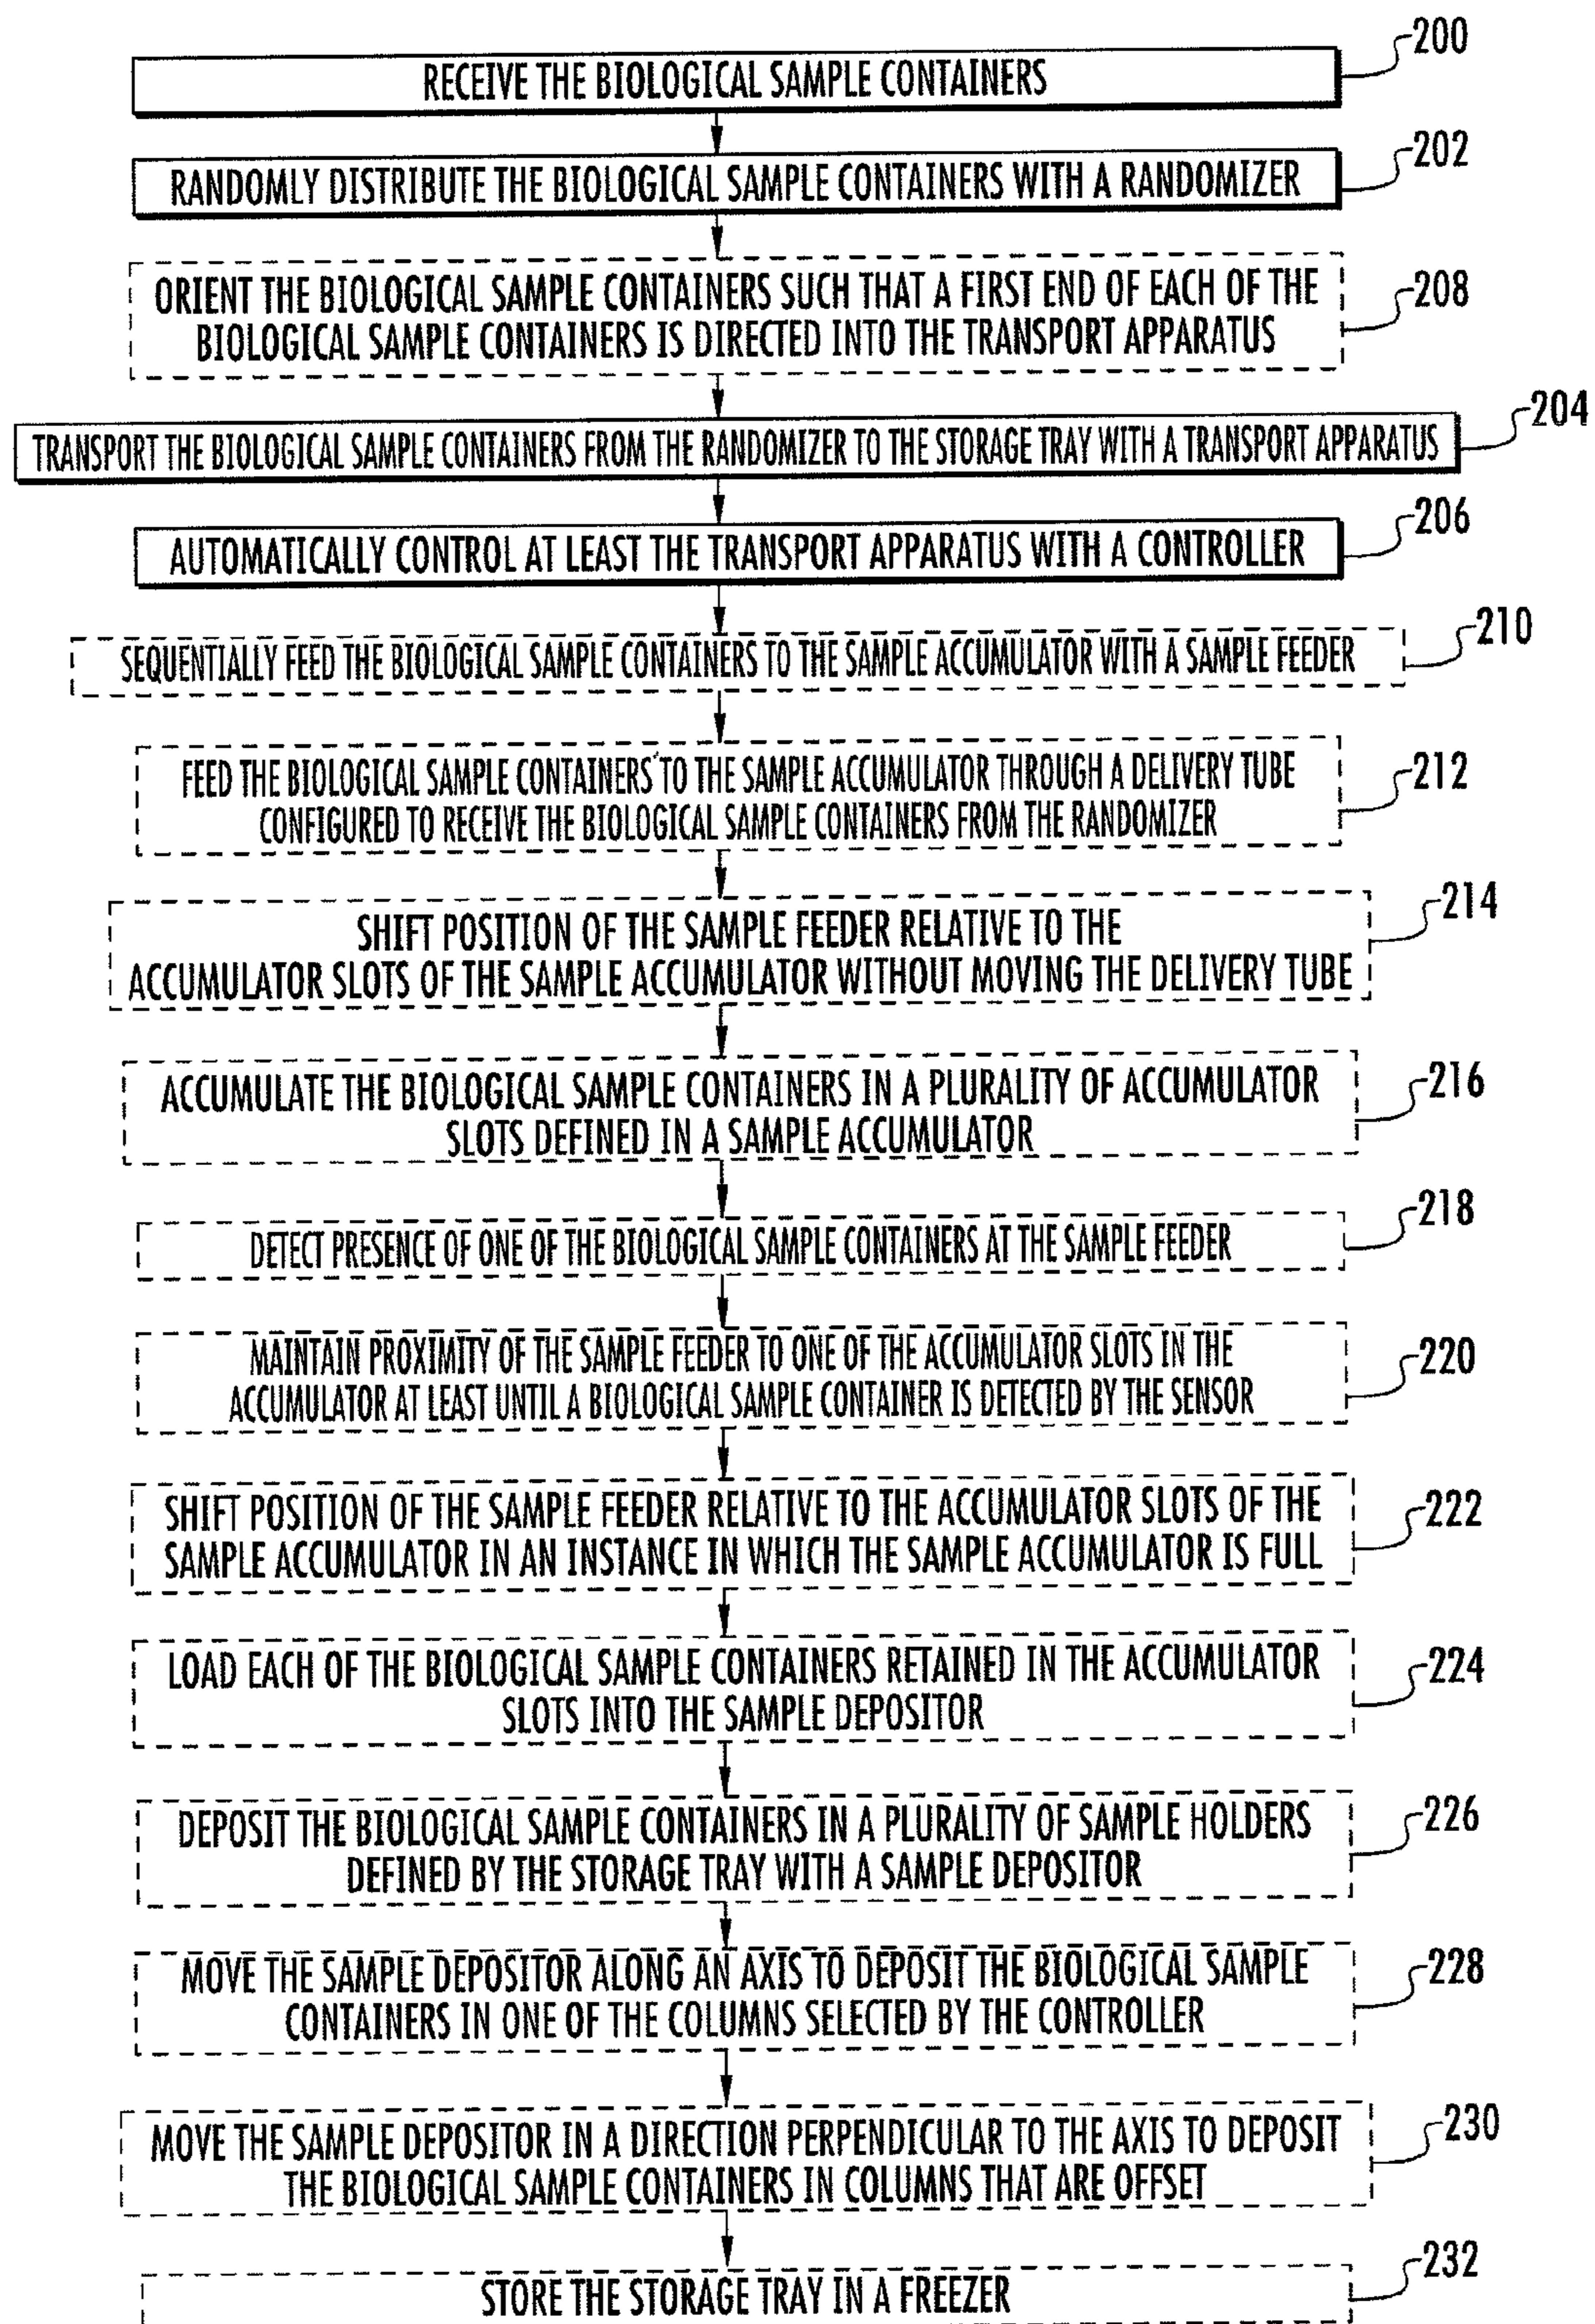 200
RECEIVE THE BIOLOGICAL SAMPLE CONTAINERS
202
RANDOMLY DISTRIBUTE THE BIOLOGICAL SAMPLE CONTAINERS WITH A RANDOMIZER
208
ORIENT THE BIOLOGICAL SAMPLE CONTAINERS SUCH THAT A FIRST END OF EACH OF THE
BIOLOGICAL SAMPLE CONTAINERS IS DIRECTED INTO THE TRANSPORT APPARATUS
204
TRANSPORT THE BIOLOGICAL SAMPLE CONTAINERS FROM THE RANDOMIZER TO THE STORAGE TRAY WITH A TRANSPORT APPARATUS
206
AUTOMATICALLY CONTROL AT LEAST THE TRANSPORT APPARATUS WITH A CONTROLLER
210
SEQUENTIALLY FEED THE BIOLOGICAL SAMPLE CONTAINERS TO THE SAMPLE ACCUMULATOR WITH A SAMPLE FEEDER
212
FEED THE BIOLOGICAL SAMPLE CONTAINERS TO THE SAMPLE ACCUMULATOR THROUGH A DELIVERY TUBE
CONFIGURED TO RECEIVE THE BIOLOGICAL SAMPLE CONTAINERS FROM THE RANDOMIZER
214
SHIFT POSITION OF THE SAMPLE FEEDER RELATIVE TO THE
ACCUMULATOR SLOTS OF THE SAMPLE ACCUMULATOR WITHOUT MOVING THE DELIVERY TUBE
216
ACCUMULATE THE BIOLOGICAL SAMPLE CONTAINERS IN A PLURALITY OF ACCUMULATOR
SLOTS DEFINED IN A SAMPLE ACCUMULATOR
218
DETECT PRESENCE OF ONE OF THE BIOLOGICAL SAMPLE CONTAINERS AT THE SAMPLE FEEDER
220
MAINTAIN PROXIMITY OF THE SAMPLE FEEDER TO ONE OF THE ACCUMULATOR SLOTS IN THE
ACCUMULATOR AT LEAST UNTIL A BIOLOGICAL SAMPLE CONTAINER IS DETECTED BY THE SENSOR
222
SHIFT POSITION OF THE SAMPLE FEEDER RELATIVE TO THE ACCUMULATOR SLOTS OF THE
SAMPLE ACCUMULATOR IN AN INSTANCE IN WHICH THE SAMPLE ACCUMULATOR IS FULL
224
LOAD EACH OF THE BIOLOGICAL SAMPLE CONTAINERS RETAINED IN THE ACCUMULATOR
SLOTS INTO THE SAMPLE DEPOSITOR
226
DEPOSIT THE BIOLOGICAL SAMPLE CONTAINERS IN A PLURALITY OF SAMPLE HOLDERS
DEFINED BY THE STORAGE TRAY WITH A SAMPLE DEPOSITOR
228
MOVE THE SAMPLE DEPOSITOR ALONG AN AXIS TO DEPOSIT THE BIOLOGICAL SAMPLE
CONTAINERS IN ONE OF THE COLUMNS SELECTED BY THE CONTROLLER
230
MOVE THE SAMPLE DEPOSITOR IN A DIRECTION PERPENDICULAR TO THE AXIS TO DEPOSIT
THE BIOLOGICAL SAMPLE CONTAINERS IN COLUMNS THAT ARE OFFSET
232
STORE THE STORAGE TRAY IN A FREEZER